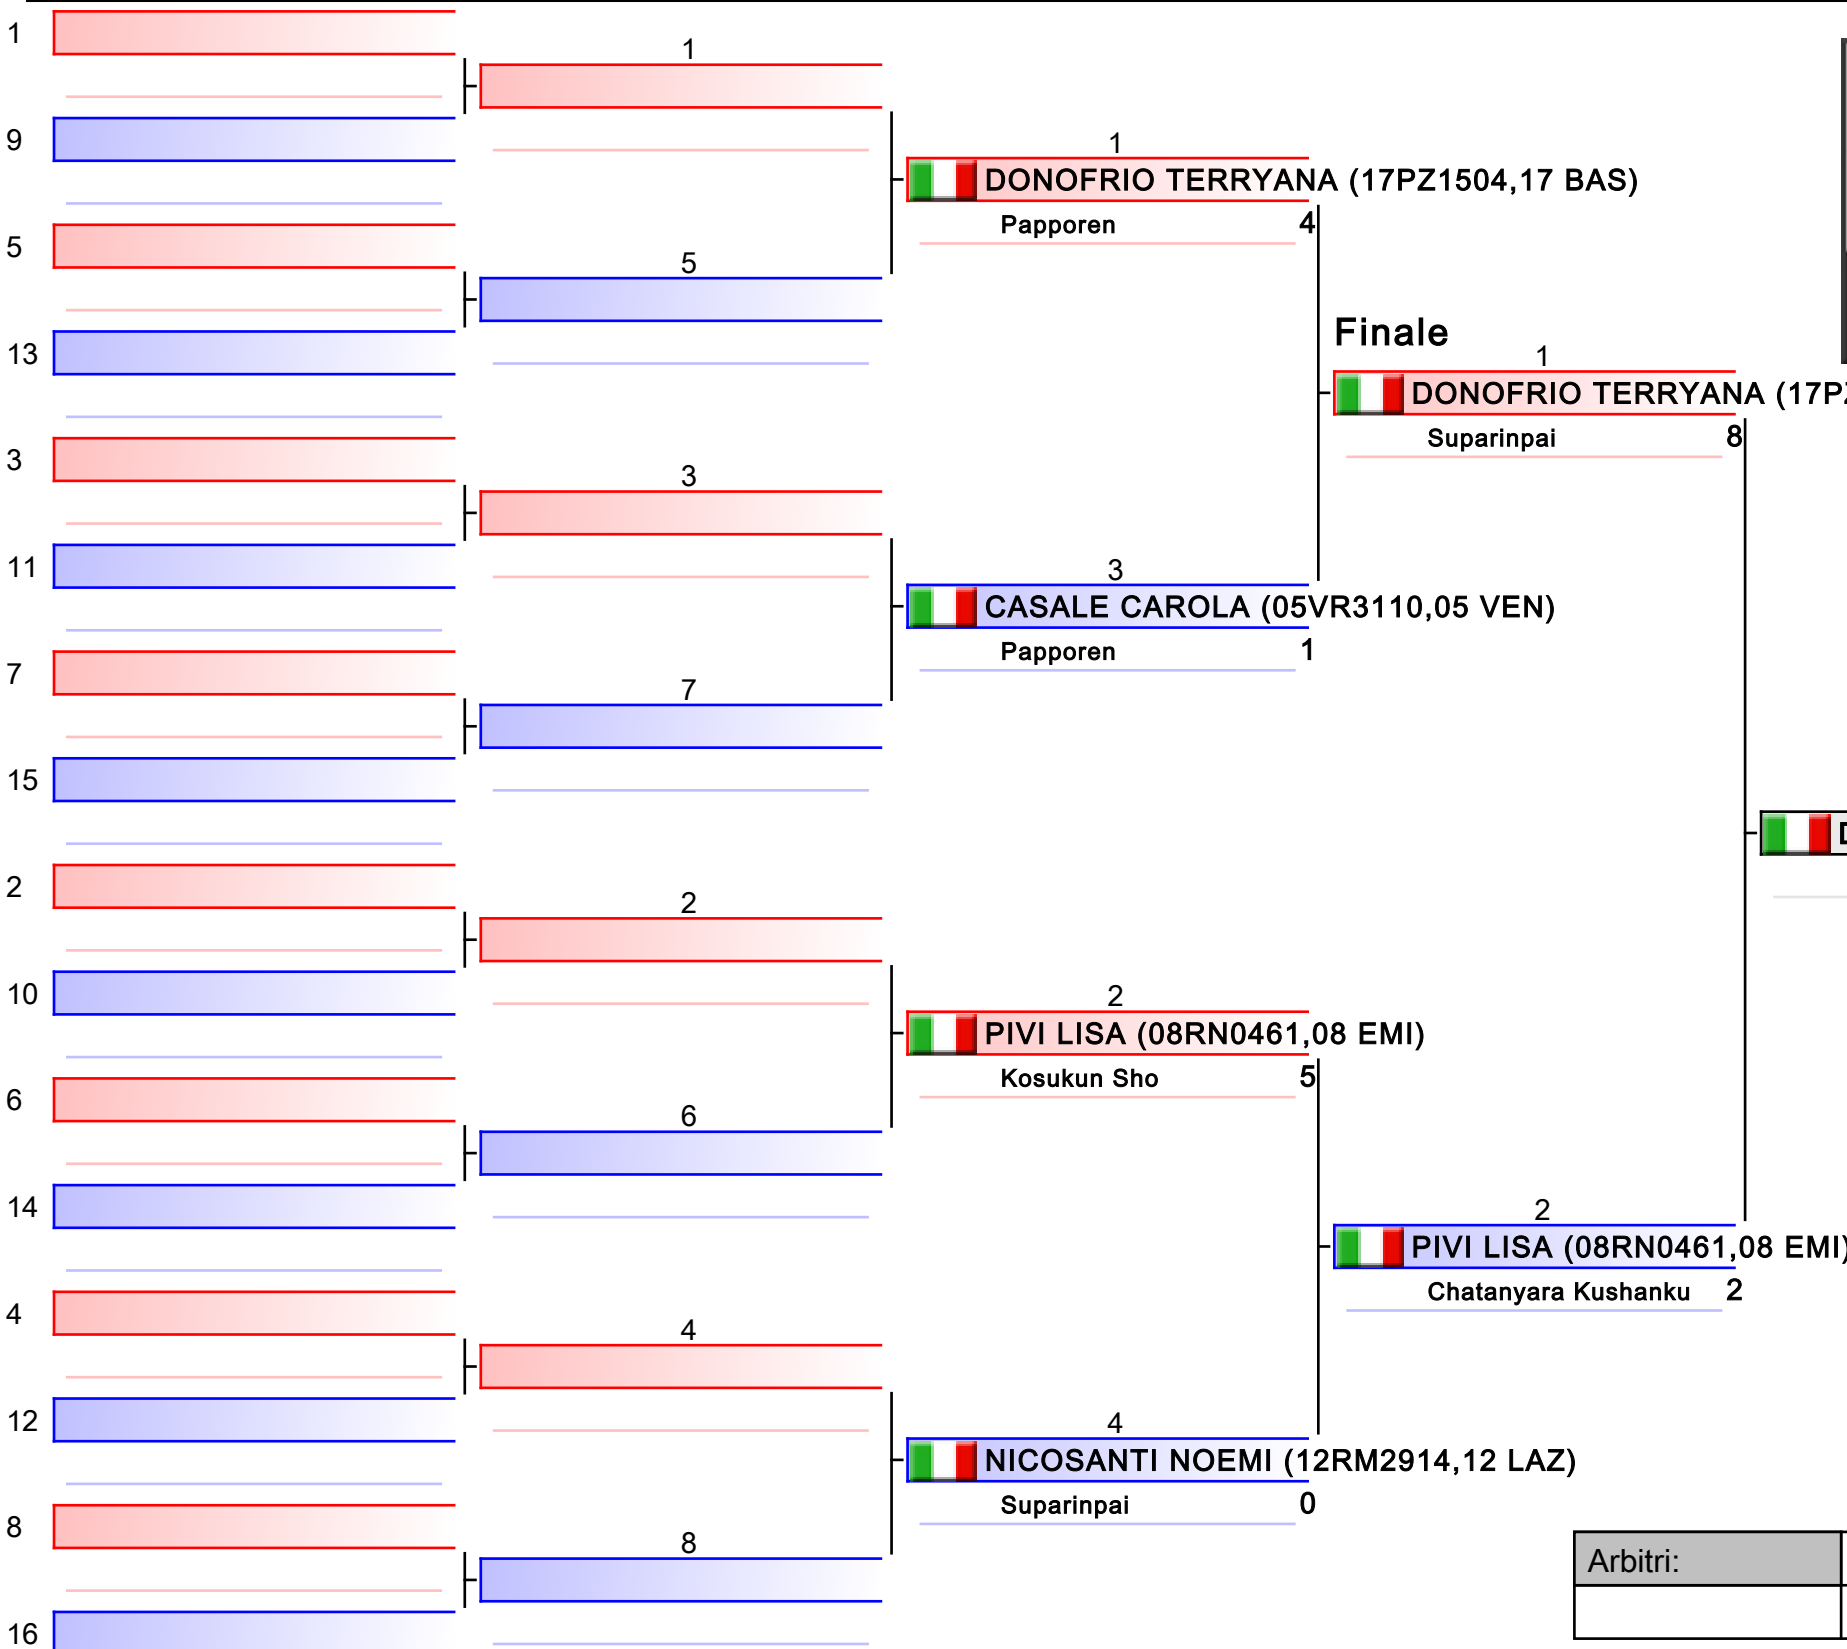 1
1
9
1
DONOFRIO TERRYANA (17PZ1504,17 BAS)
Papporen 4
5
5
Finale
13
1
DONOFRIO TERRYANA (17PZ
Suparinpai 8
3
3
11
3
CASALE CAROLA (05VR3110,05 VEN)
Papporen 1
7
7
15
D
2
2
10
2
PIVI LISA (08RN0461,08 EMI)
Kosukun Sho 5
6
6
14
2
PIVI LISA (08RN0461,08 EMI)
Chatanyara Kushanku 2
4
4
12
4
NICOSANTI NOEMI (12RM2914,12 LAZ)
Suparinpai 0
8
8
Arbitri:
16